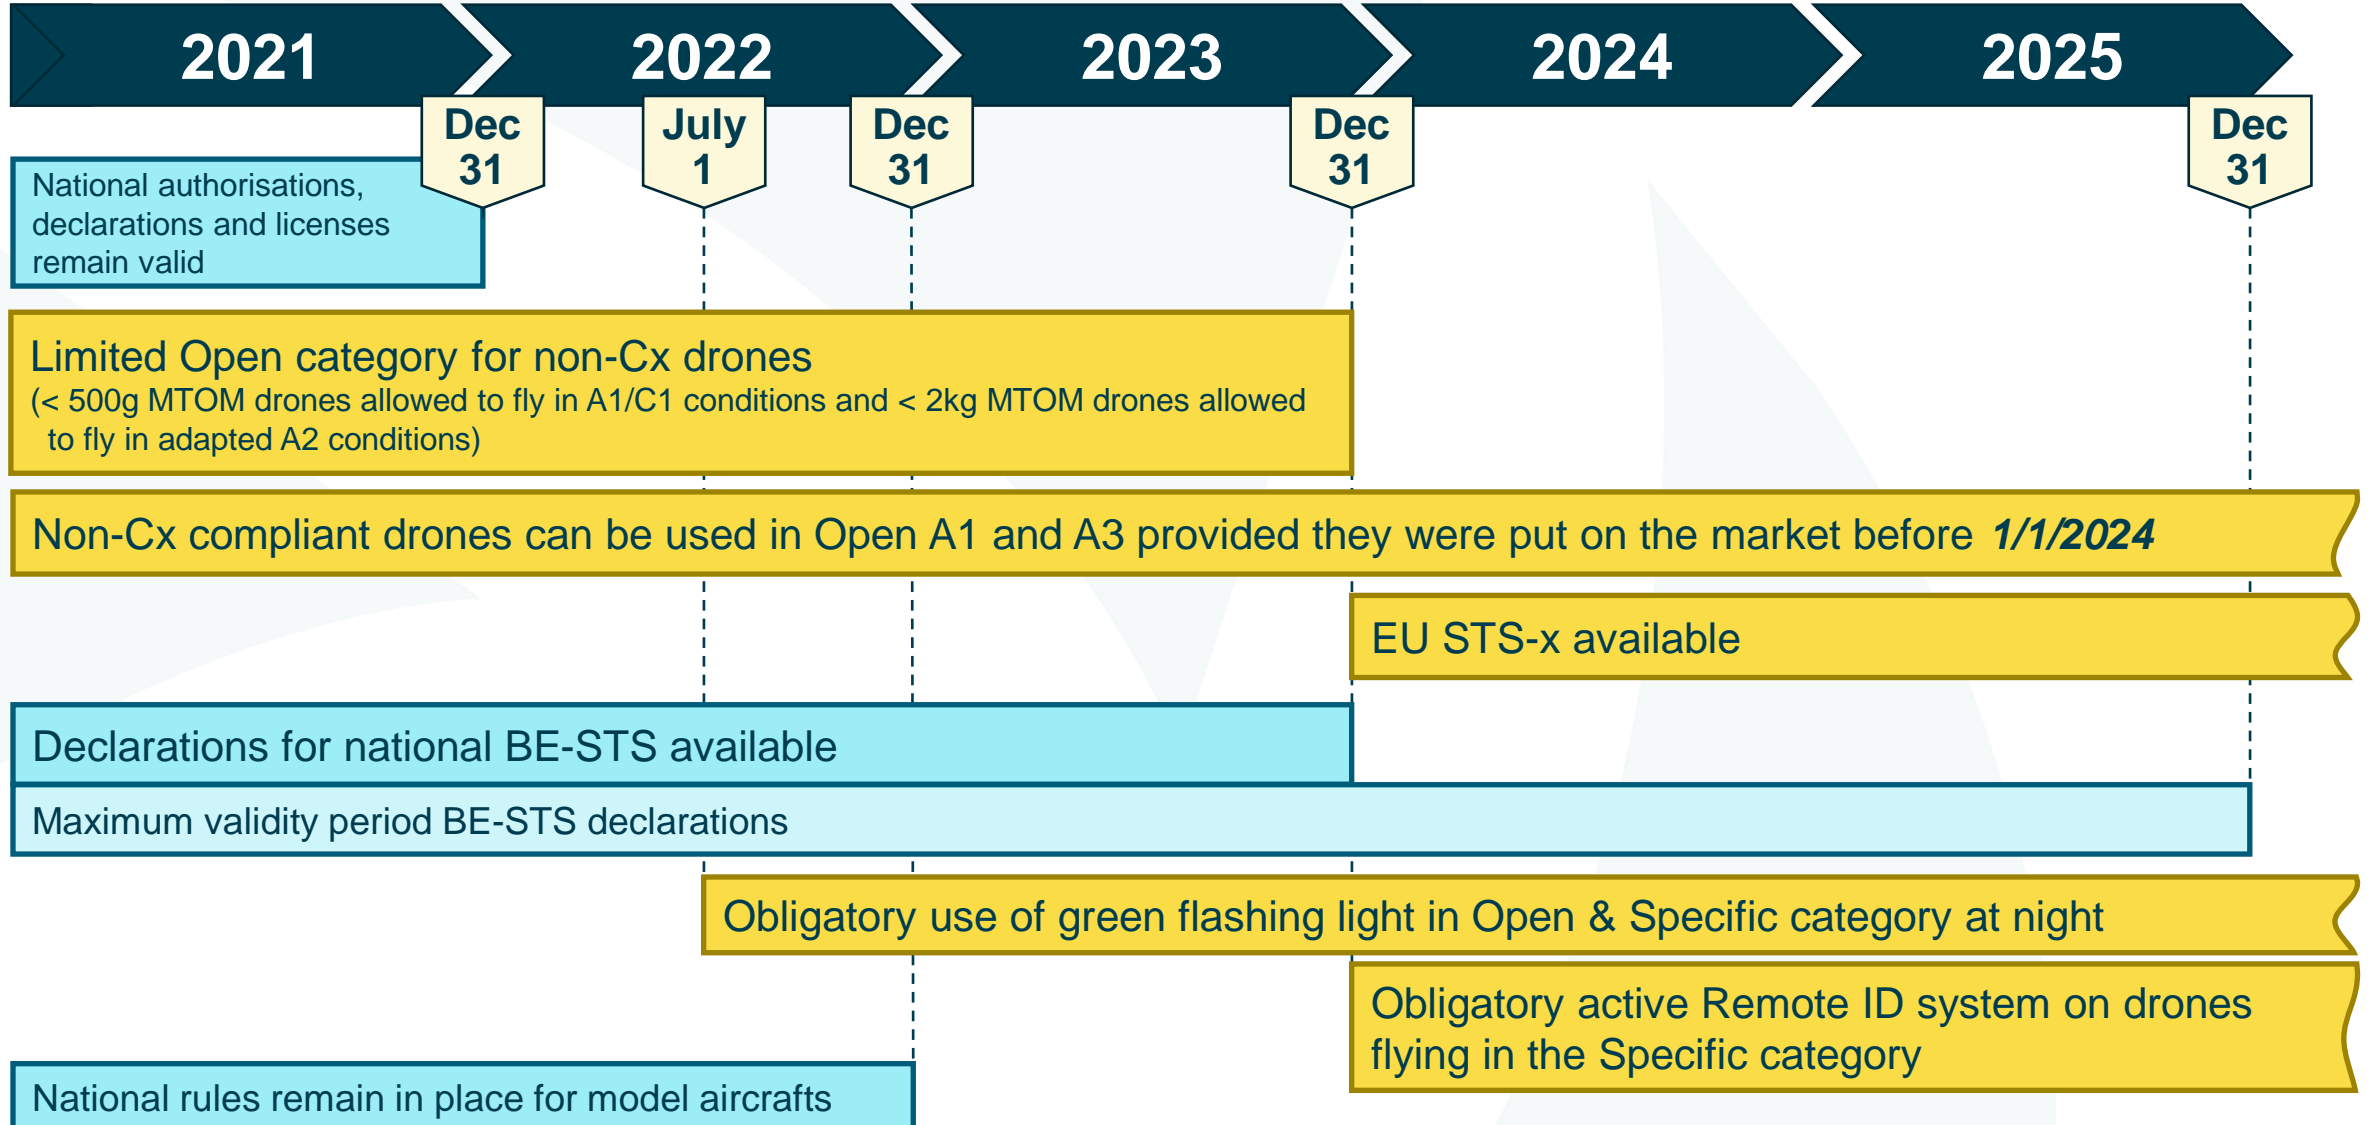 2021
2022
2023
2024
2025
Dec
31
July
1
Dec
31
Dec
31
Dec
31
National authorisations,
declarations and licenses
remain valid
Limited Open category for non-Cx drones
(< 500g MTOM drones allowed to fly in A1/C1 conditions and < 2kg MTOM drones allowed
to fly in adapted A2 conditions)
Non-Cx compliant drones can be used in Open A1 and A3 provided they were put on the market before 1/1/2024
EU STS-x available
Declarations for national BE-STS available
Maximum validity period BE-STS declarations
Obligatory use of green flashing light in Open & Specific category at night
Obligatory active Remote ID system on drones
flying in the Specific category
National rules remain in place for model aircrafts